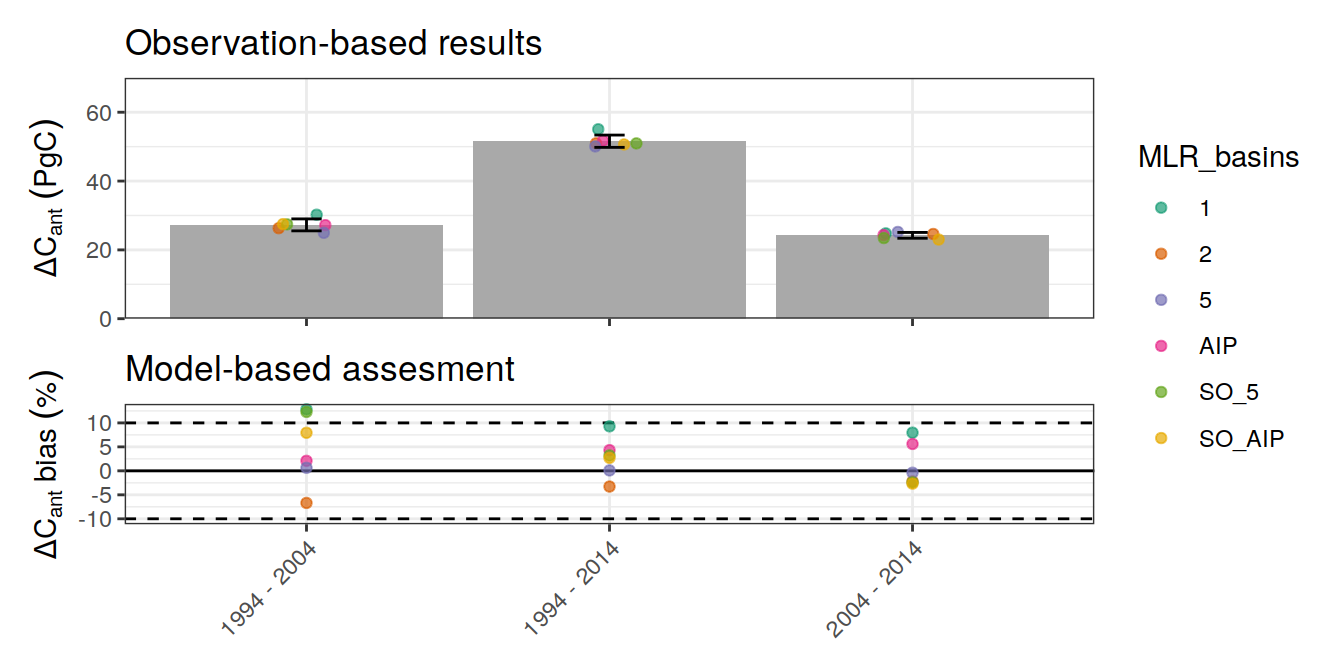 Observation-based results
ΔCant (PgC)
60
40
20
0
Model-based assesment
ΔCant bias (%)
10
5
0
-5
-10
1994 - 2004
1994 - 2014
2004 - 2014
MLR_basins
1
2
5
AIP
SO_5
SO_AIP